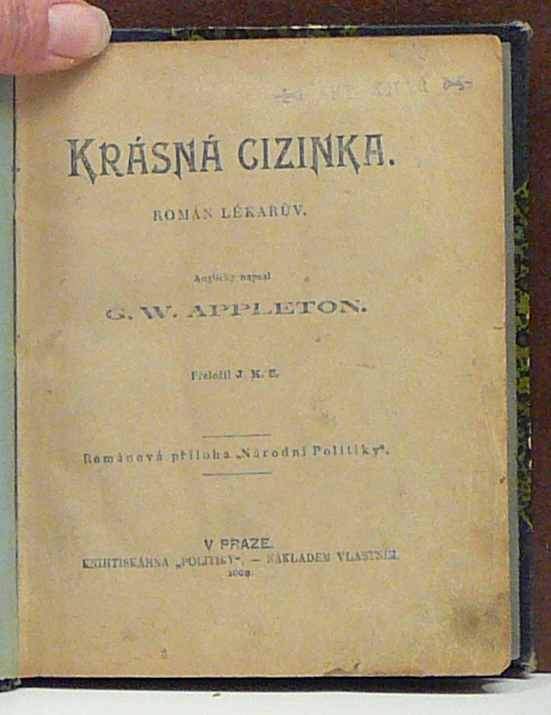 KRÁSNÁ CIZINKA.
ROMÁN LÉKAŘŮV.
Anglicky napsal
G. W. APPLETON.
Přeložil J. K. Z.
Románová příloha „Národní Politiky“.
V PRAZE.
KNIHTISKÁRNA „POLITIKY“. — NÁKLADEM VLASTNÍM.